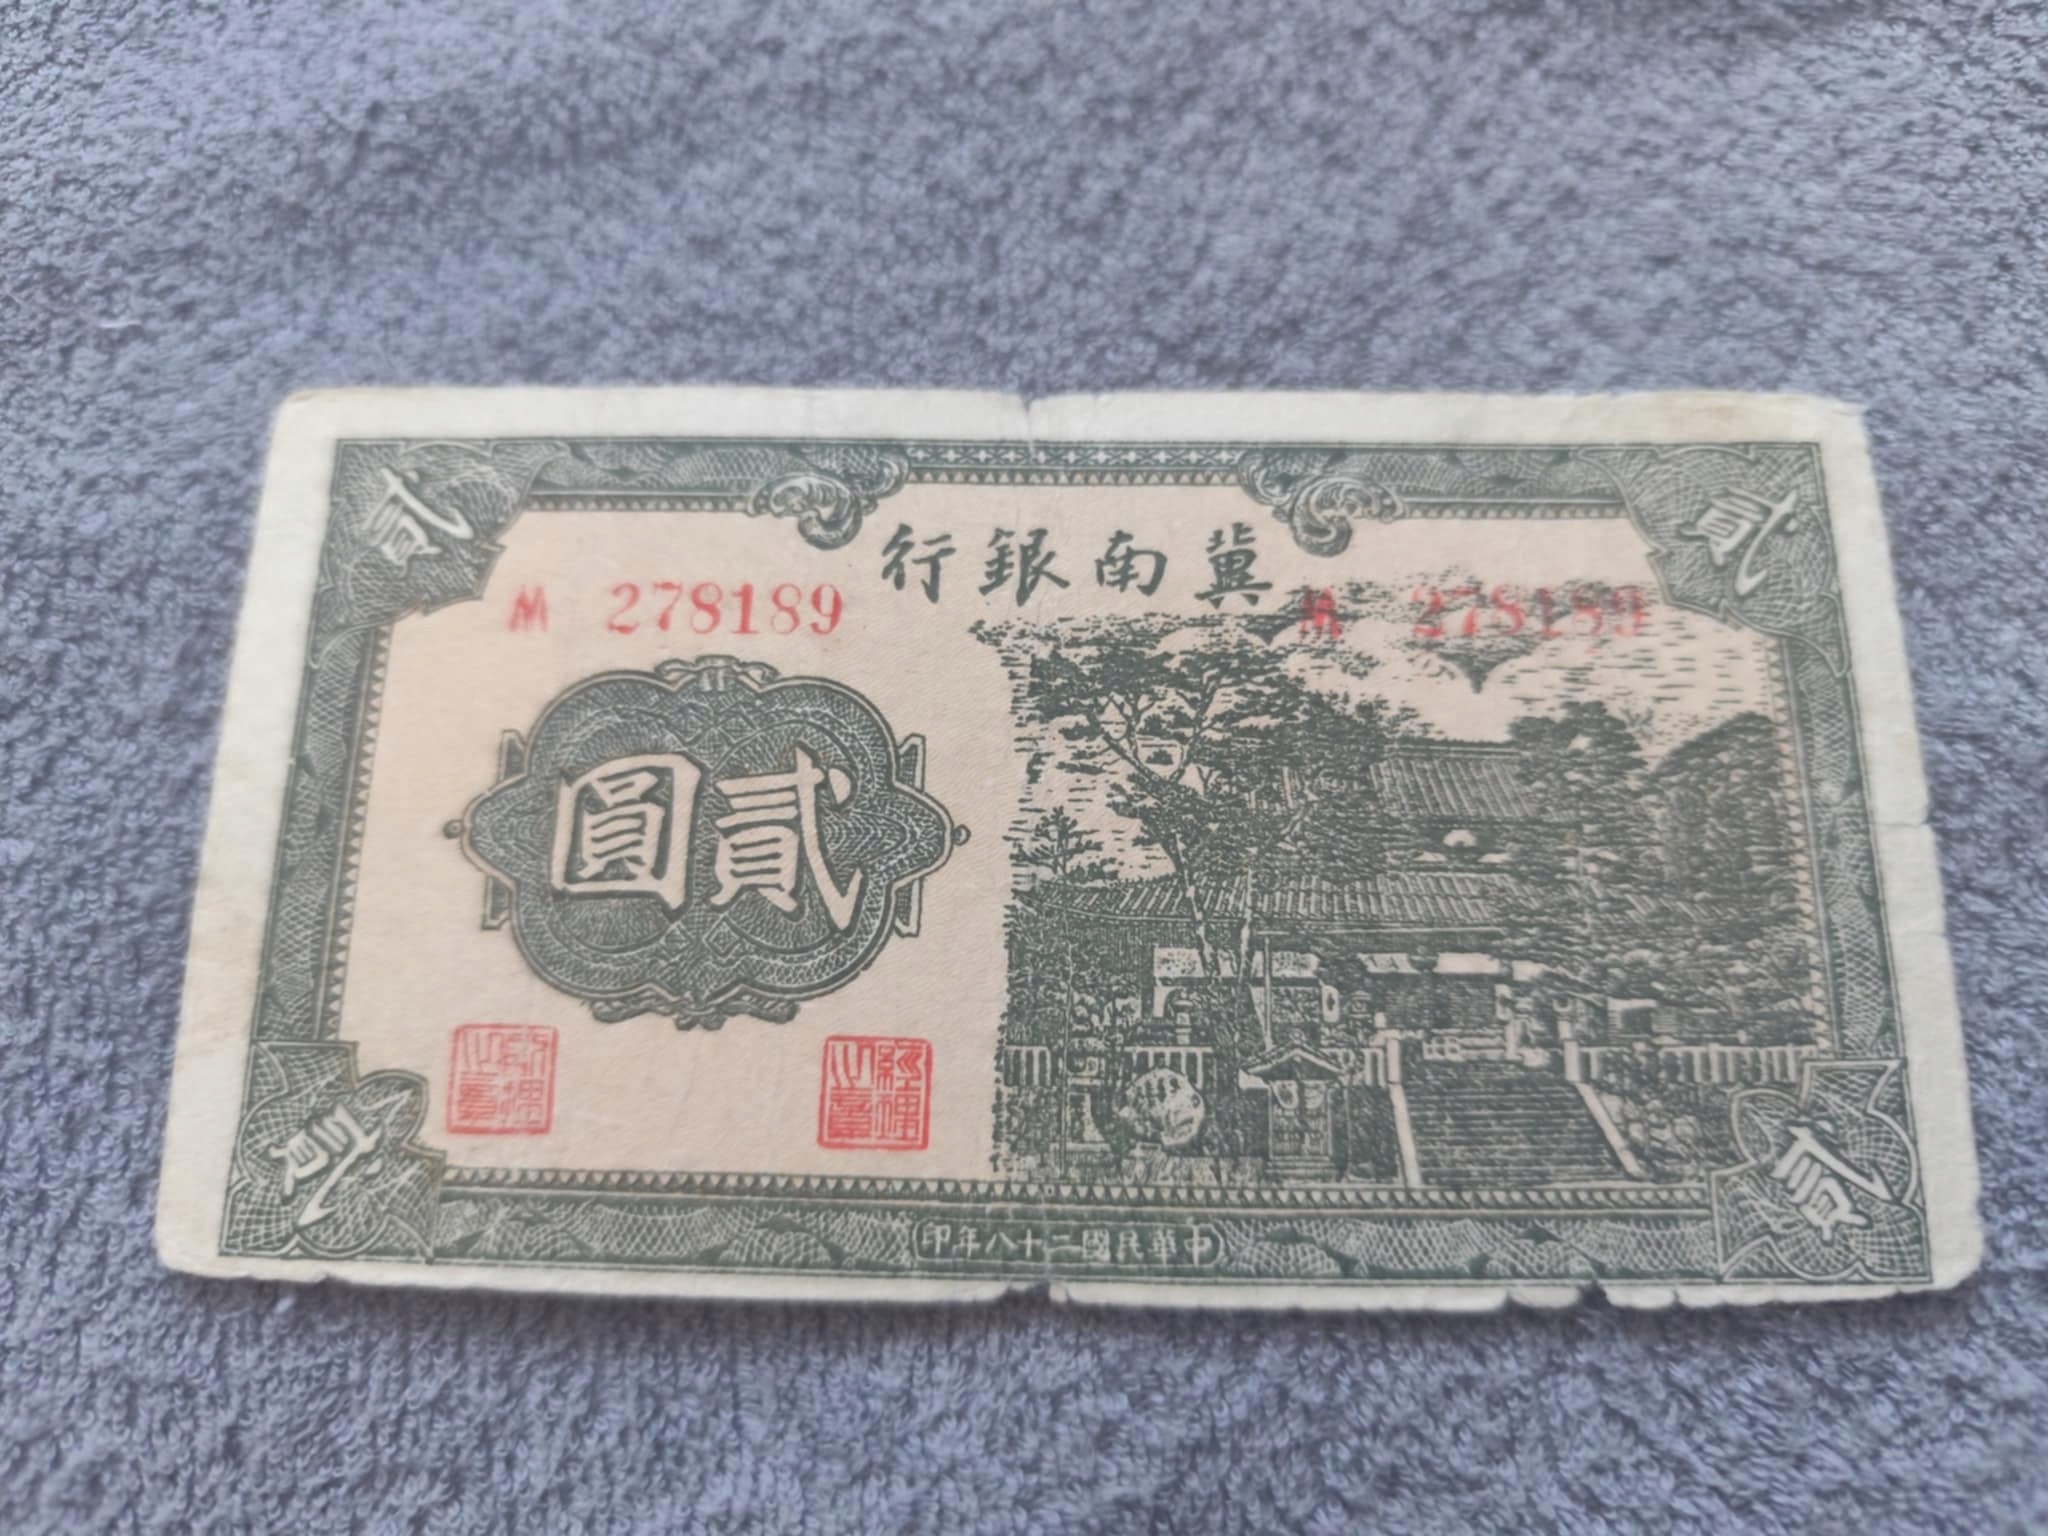 貳 貳
冀南銀行
M 278189 M 278189
貳圓
經理之章
貳 貳
中華民國二十八年印